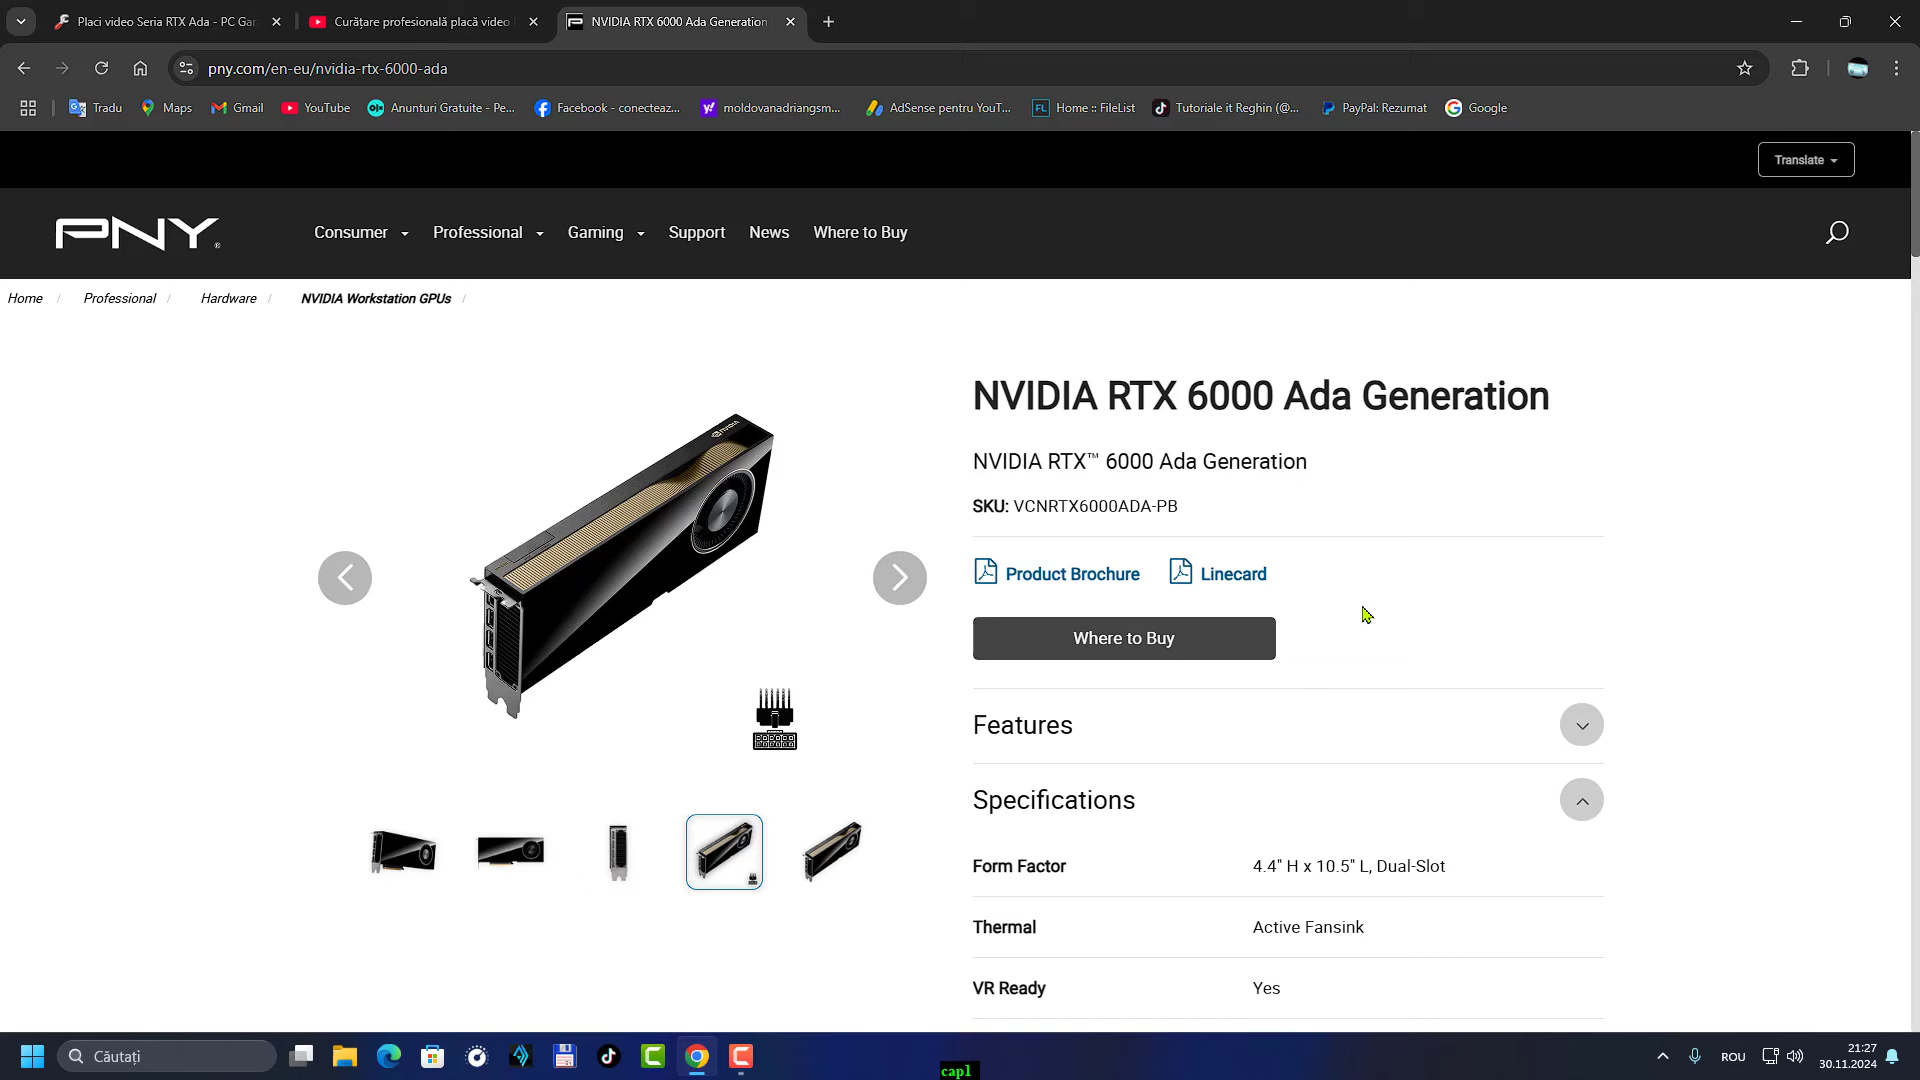 Placi video Seria RTX Ada - PC Gar
Curățare profesională placă video
NVIDIA RTX 6000 Ada Generation
pny.com/en-eu/nvidia-rtx-6000-ada
Tradu
Maps
Gmail
YouTube
Anunturi Gratuite - Pe...
Facebook - conecteaz...
moldovanadriangsm...
AdSense pentru YouT...
FL
Home :: FileList
Tutoriale it Reghin (@...
PayPal: Rezumat
Google
Translate
PNY
Consumer
Professional
Gaming
Support
News
Where to Buy
Home / Professional / Hardware / NVIDIA Workstation GPUs /
NVIDIA RTX 6000 Ada Generation
NVIDIA RTX™ 6000 Ada Generation
SKU: VCNRTX6000ADA-PB
Product Brochure
Linecard
Where to Buy
Features
Specifications
Form Factor 4.4" H x 10.5" L, Dual-Slot
Thermal Active Fansink
VR Ready Yes
NVIDIA
Căutați
capl
ROU
21:27
30.11.2024